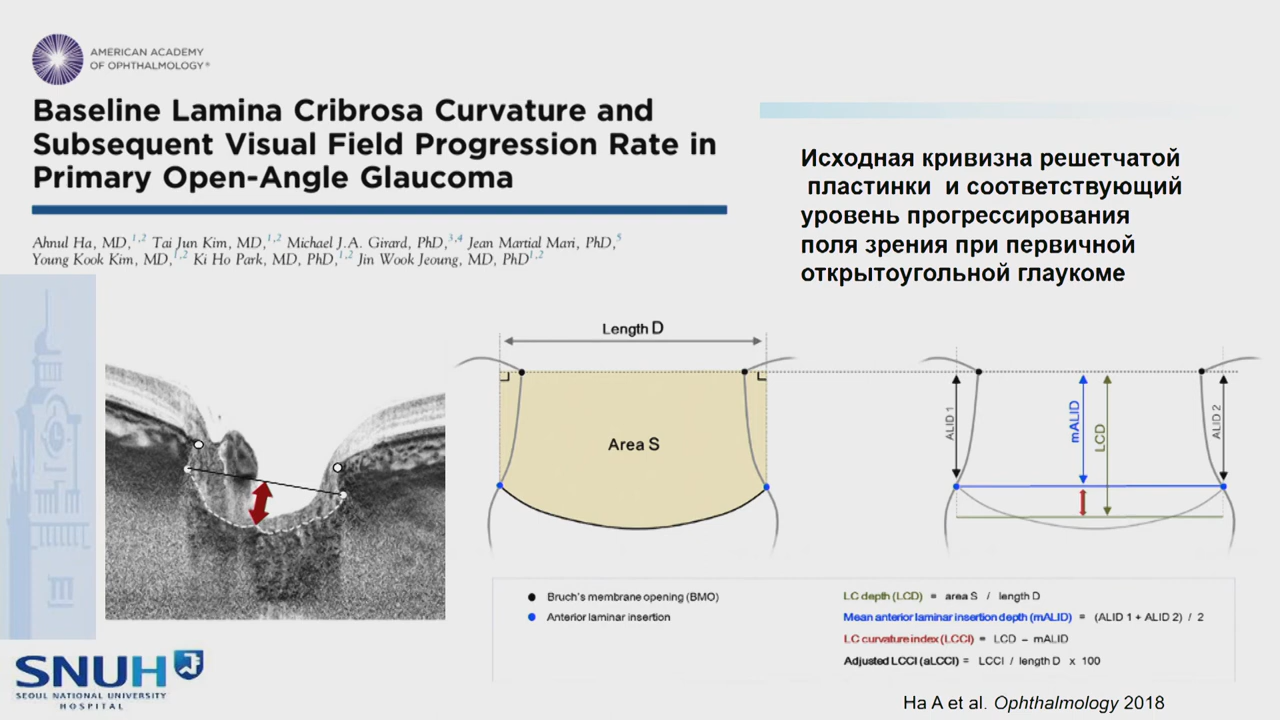 AMERICAN ACADEMY
OF OPHTHALMOLOGY®
Baseline Lamina Cribrosa Curvature and
Subsequent Visual Field Progression Rate in
Primary Open-Angle Glaucoma
Ahnul Ha, MD,1,2 Tai Jun Kim, MD,1,2 Michael J.A. Girard, PhD,3,4 Jean Martial Mari, PhD,5
Young Kook Kim, MD,1,2 Ki Ho Park, MD, PhD,1,2 Jin Wook Jeoung, MD, PhD1,2
Исходная кривизна решетчатой
пластинки и соответствующий
уровень прогрессирования
поля зрения при первичной
открытоугольной глаукоме
Length D
Area S
ALID 1
mALID
LCD
ALID 2
Bruch's membrane opening (BMO)
Anterior laminar insertion
LC depth (LCD) = area S / length D
Mean anterior laminar insertion depth (mALID) = (ALID 1 + ALID 2) / 2
LC curvature index (LCCI) = LCD – mALID
Adjusted LCCI (aLCCI) = LCCI / length D x 100
SNUH
SEOUL NATIONAL UNIVERSITY
HOSPITAL
Ha A et al. Ophthalmology 2018